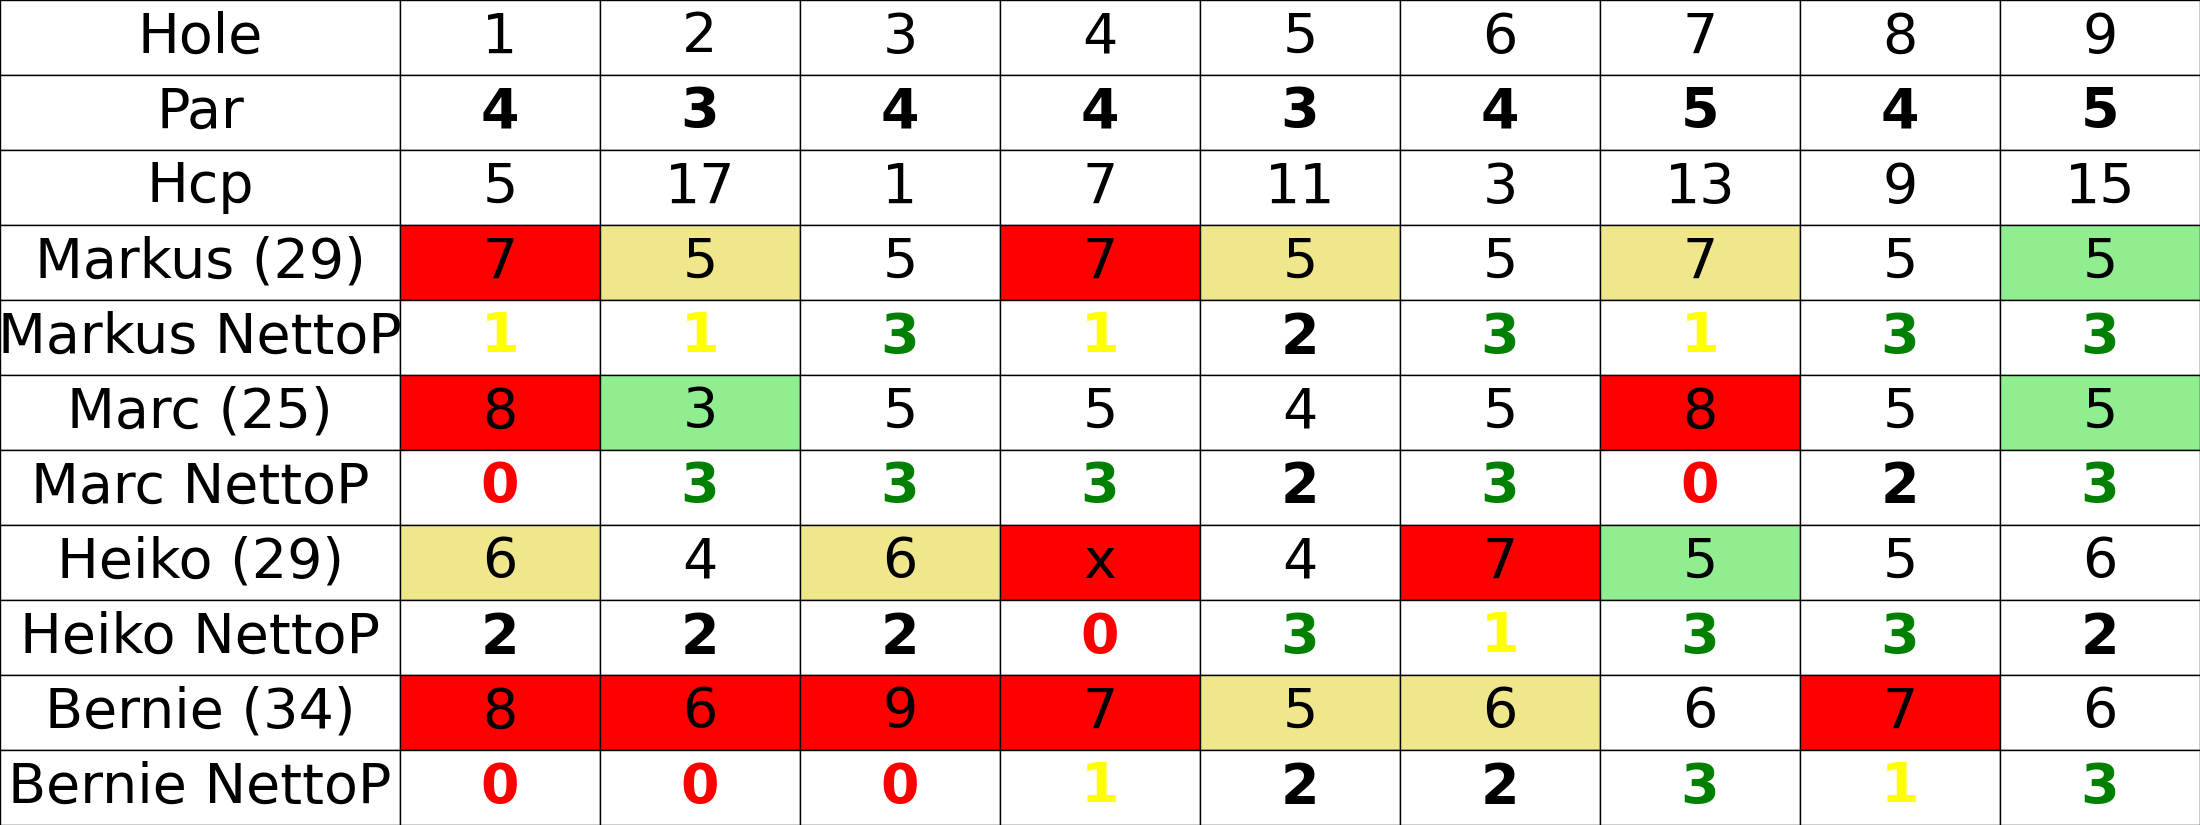 Hole 1 2 3 4 5 6 7 8 9
Par 4 3 4 4 3 4 5 4 5
Hcp 5 17 1 7 11 3 13 9 15
Markus (29) 7 5 5 7 5 5 7 5 5
Markus NettoP 1 1 3 1 2 3 1 3 3
Marc (25) 8 3 5 5 4 5 8 5 5
Marc NettoP 0 3 3 3 2 3 0 2 3
Heiko (29) 6 4 6 x 4 7 5 5 6
Heiko NettoP 2 2 2 0 3 1 3 3 2
Bernie (34) 8 6 9 7 5 6 6 7 6
Bernie NettoP 0 0 0 1 2 2 3 1 3